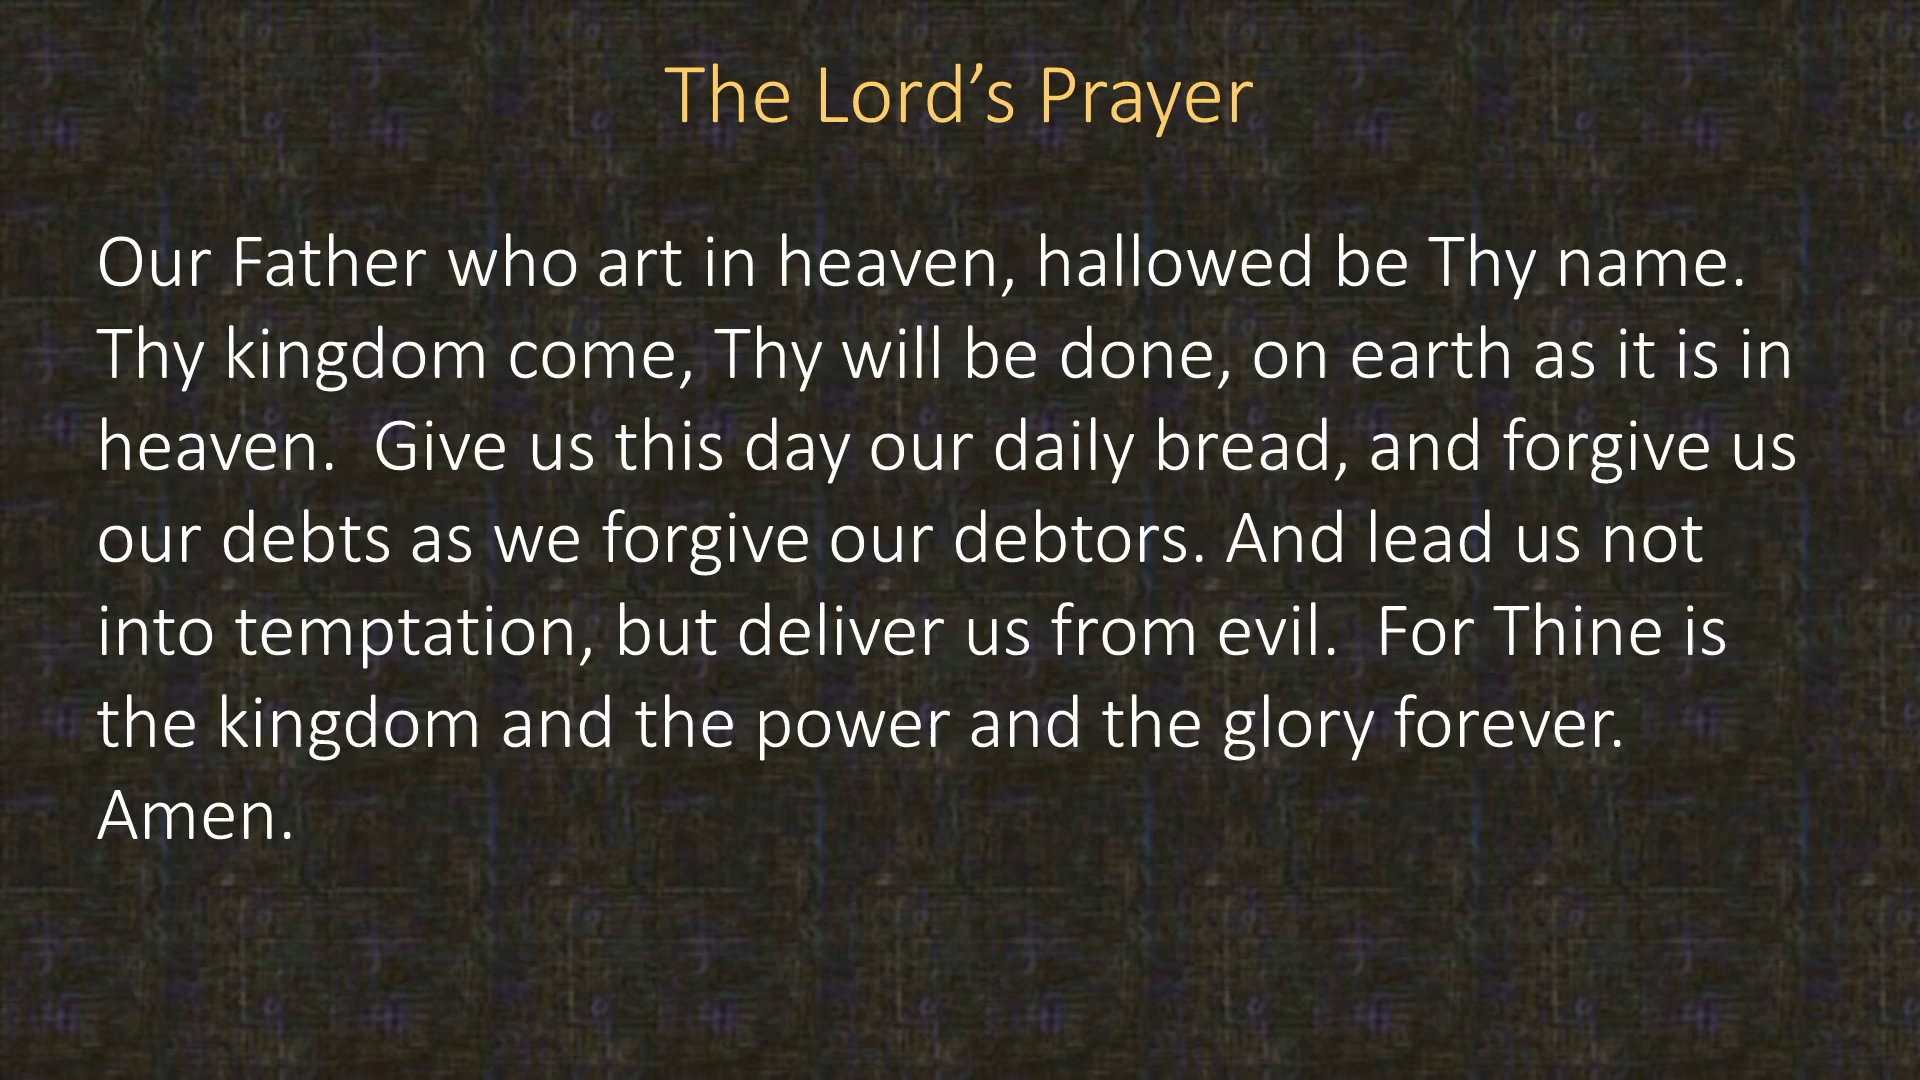 The Lord’s Prayer
Our Father who art in heaven, hallowed be Thy name.
Thy kingdom come, Thy will be done, on earth as it is in
heaven.  Give us this day our daily bread, and forgive us
our debts as we forgive our debtors. And lead us not
into temptation, but deliver us from evil.  For Thine is
the kingdom and the power and the glory forever.
Amen.